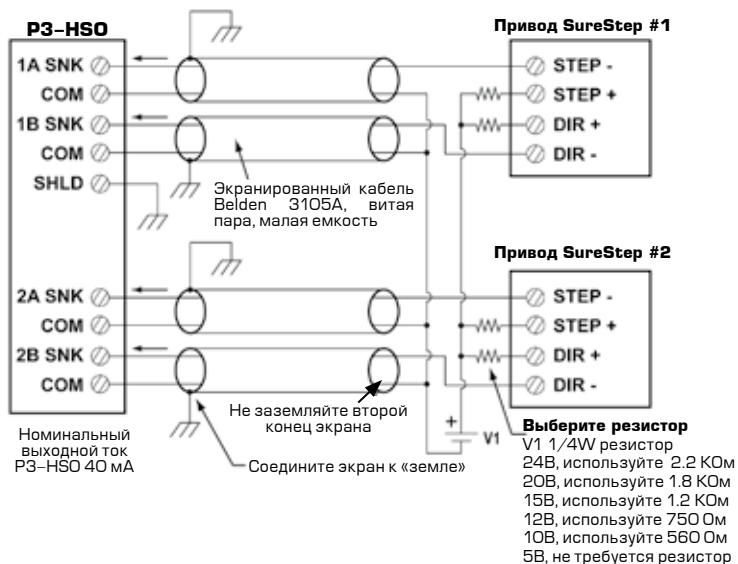 P3-HSO
Привод SureStep #1
1A SNK
COM
1B SNK
COM
SHLD
STEP -
STEP +
DIR +
DIR -
Экранированный кабель
Belden 3105A, витая
пара, малая емкость
Привод SureStep #2
2A SNK
COM
2B SNK
COM
STEP -
STEP +
DIR +
DIR -
Не заземляйте второй
конец экрана
Номинальный
выходной ток
P3-HSO 40 мА
Соедините экран к «земле»
+
V1
Выберите резистор
V1 1/4W резистор
24В, используйте 2.2 КОм
20В, используйте 1.8 КОм
15В, используйте 1.2 КОм
12В, используйте 750 Ом
10В, используйте 560 Ом
5В, не требуется резистор